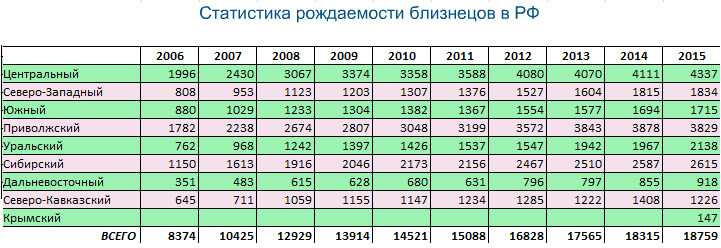 Статистика рождаемости близнецов в РФ
2006 2007 2008 2009 2010 2011 2012 2013 2014 2015
Центральный 1996 2430 3067 3374 3358 3588 4080 4070 4111 4337
Северо-Западный 808 953 1123 1203 1307 1376 1527 1604 1815 1834
Южный 880 1029 1233 1304 1382 1367 1554 1577 1694 1715
Приволжский 1782 2238 2674 2807 3048 3199 3572 3843 3878 3829
Уральский 762 968 1242 1397 1426 1537 1547 1942 1967 2138
Сибирский 1150 1613 1916 2046 2173 2156 2467 2510 2587 2615
Дальневосточный 351 483 615 628 680 631 796 797 855 918
Северо-Кавказский 645 711 1059 1155 1147 1234 1285 1222 1408 1226
Крымский 147
ВСЕГО 8374 10425 12929 13914 14521 15088 16828 17565 18315 18759